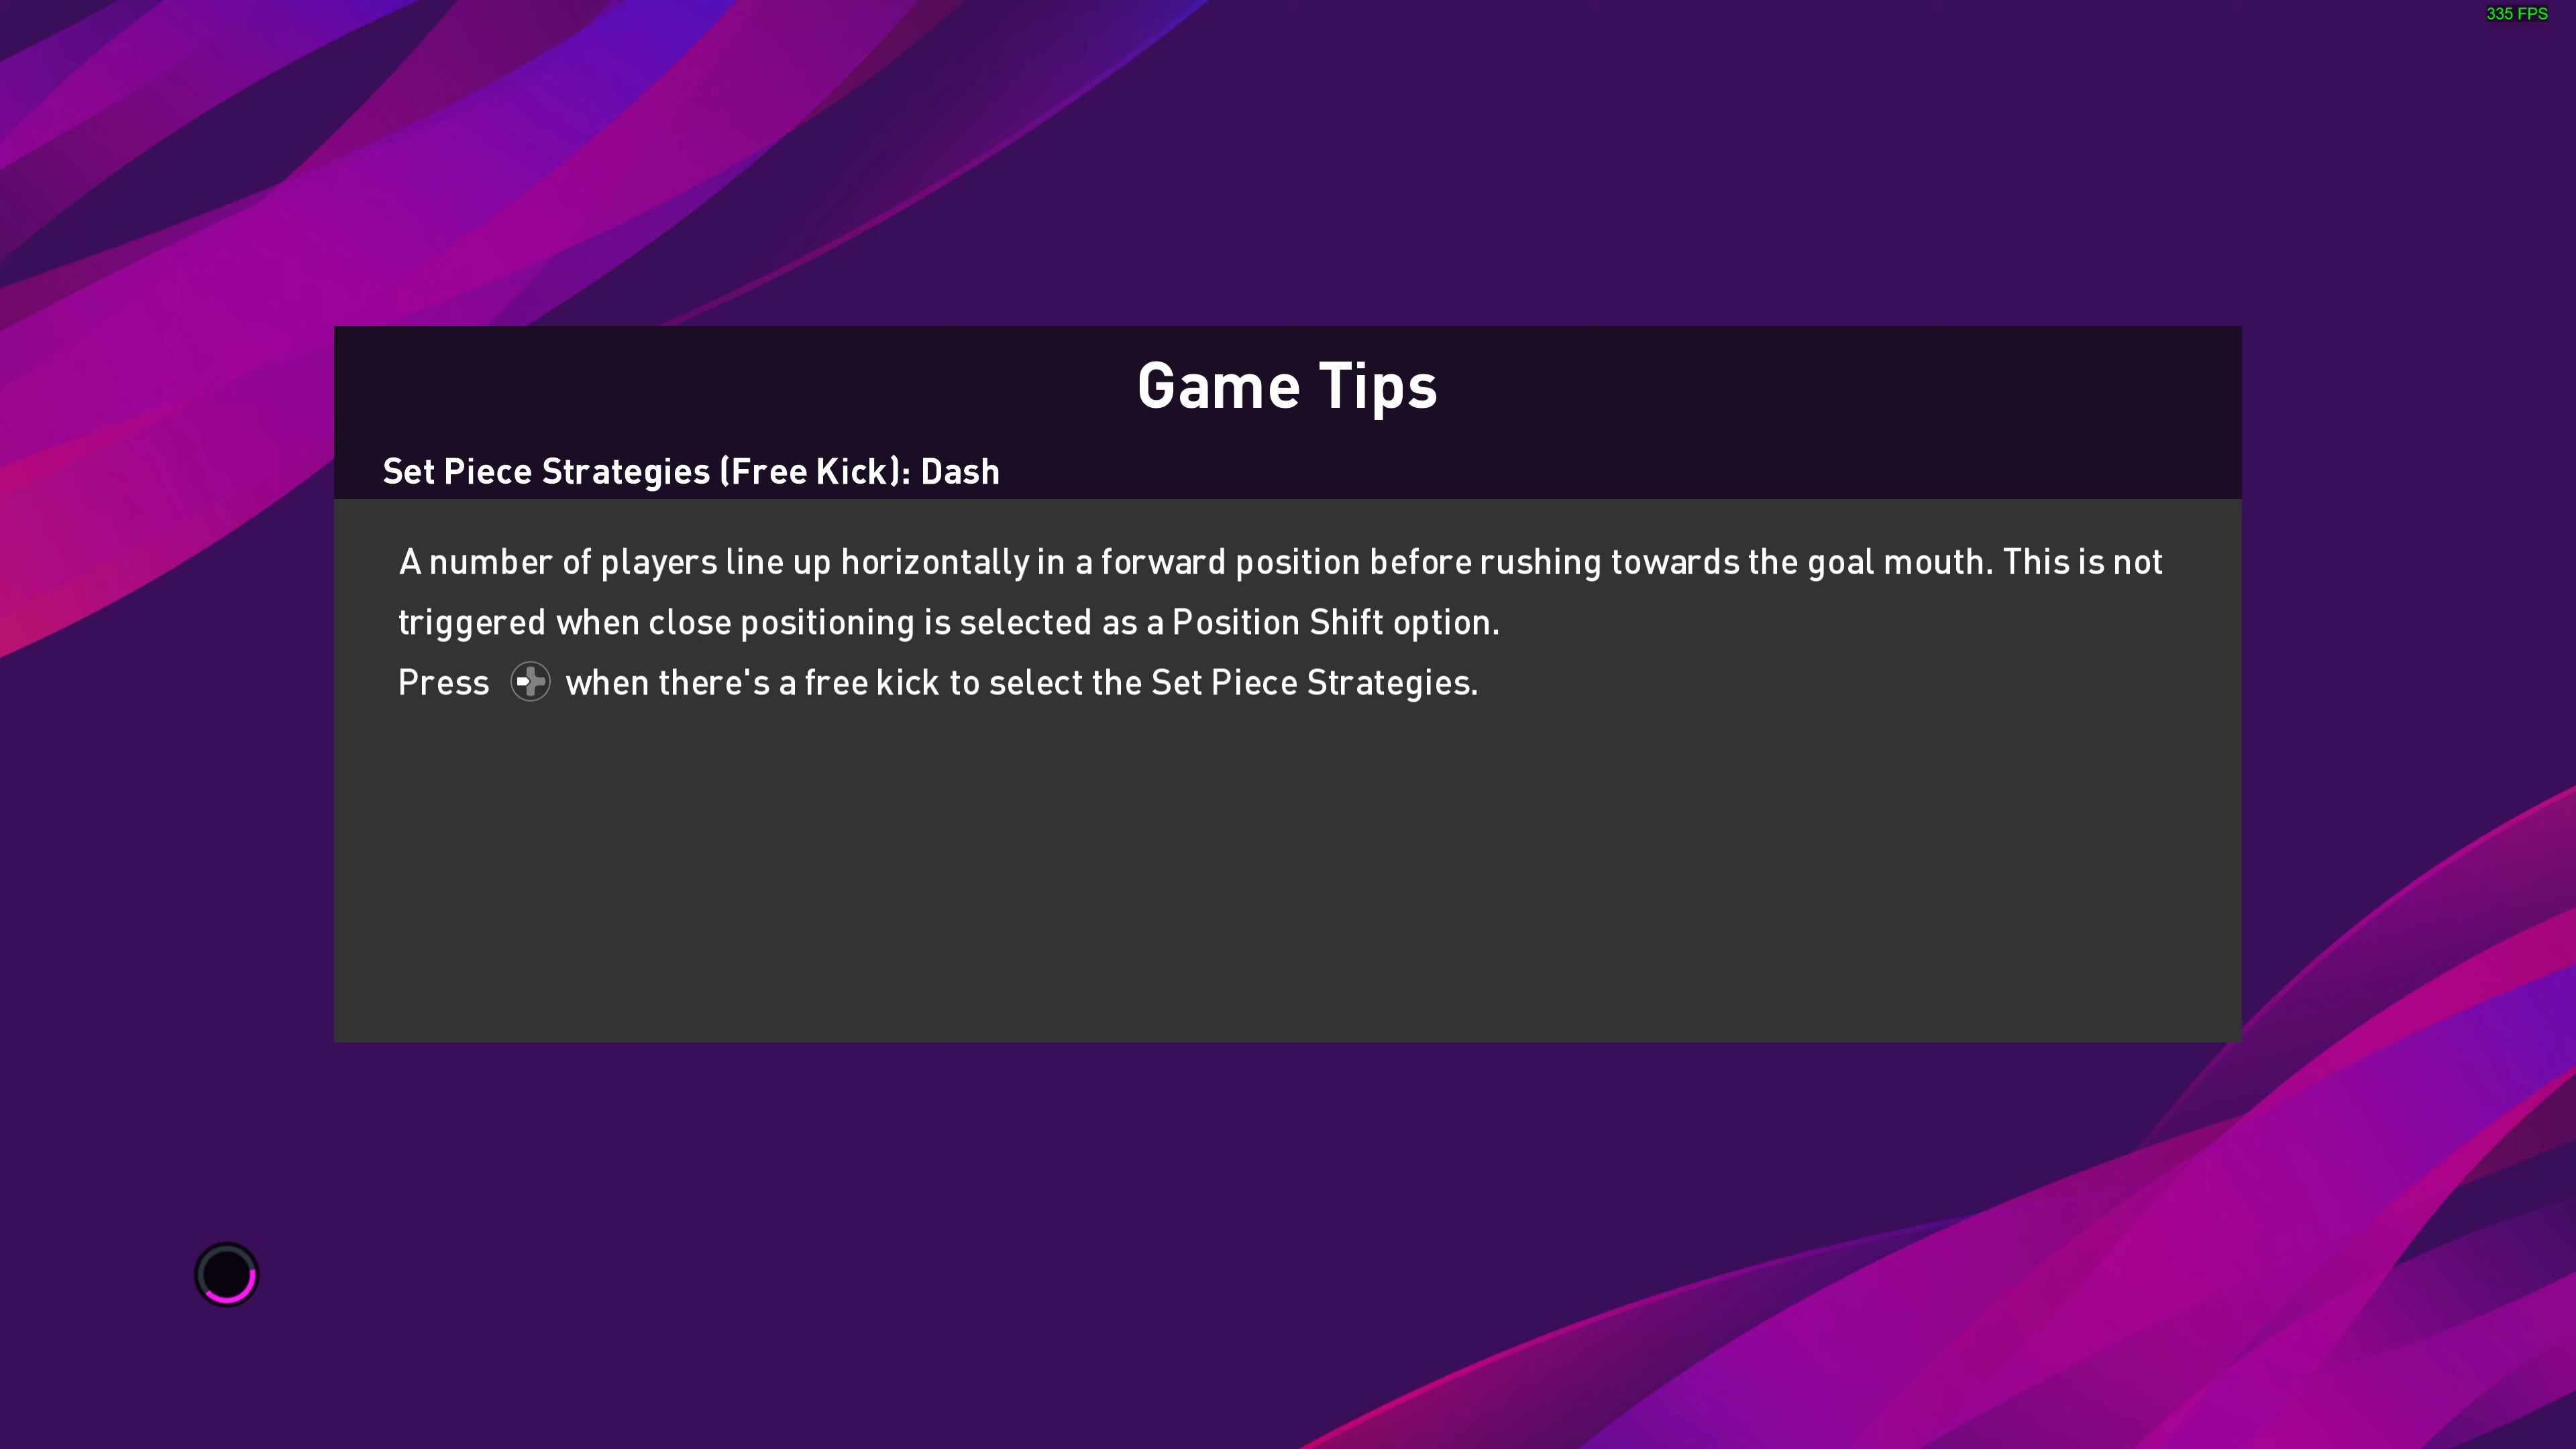 335 FPS
Game Tips
Set Piece Strategies (Free Kick): Dash
A number of players line up horizontally in a forward position before rushing towards the goal mouth. This is not
triggered when close positioning is selected as a Position Shift option.
Press when there's a free kick to select the Set Piece Strategies.